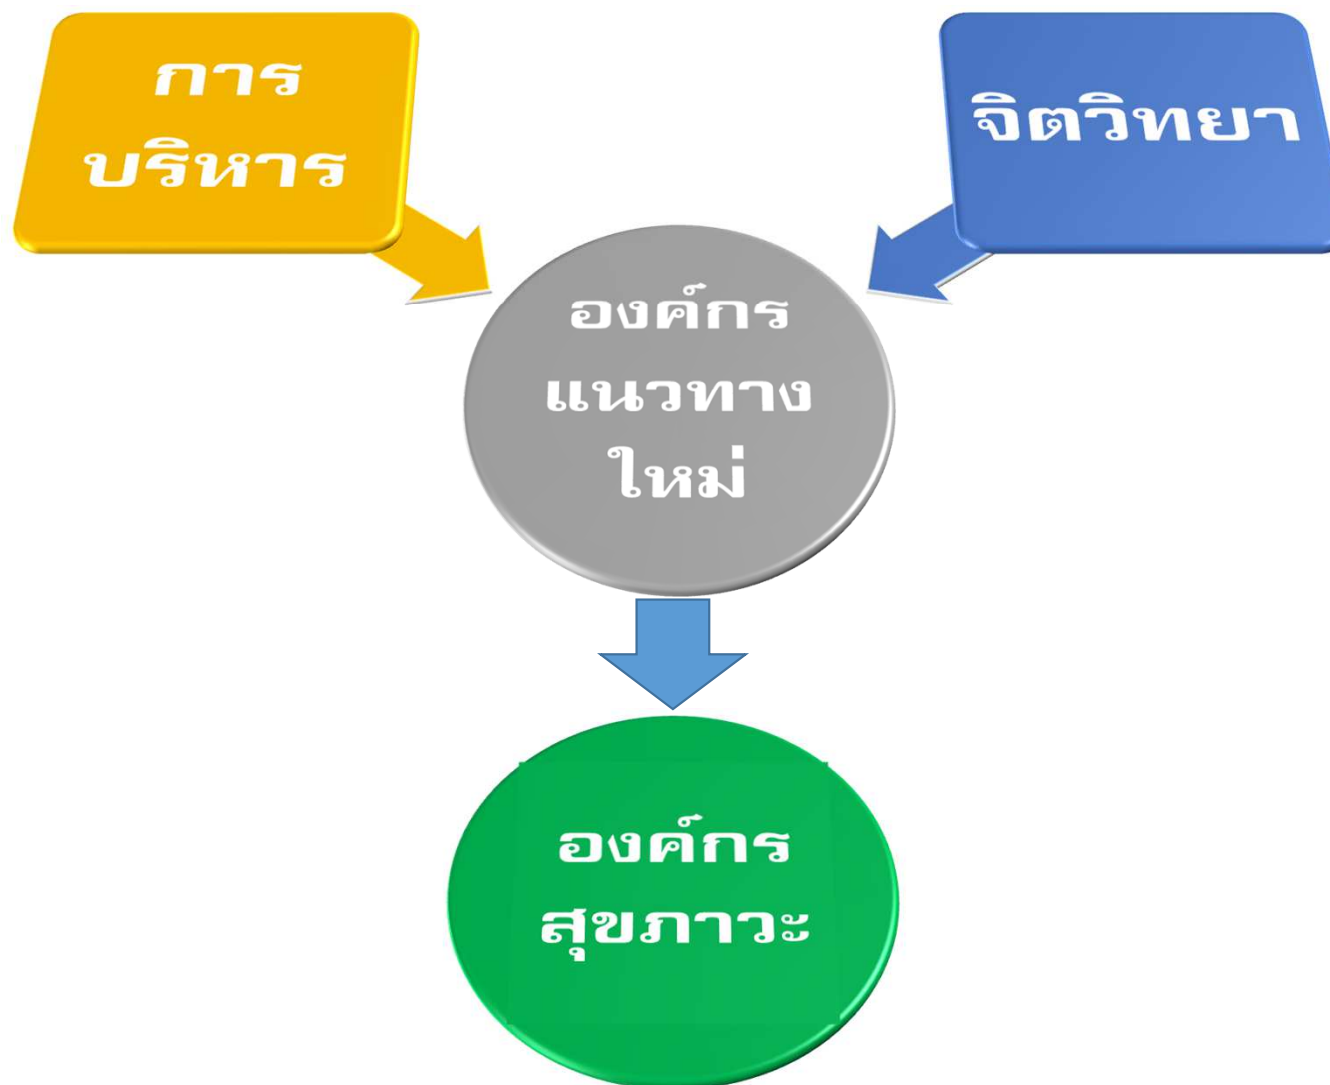 การ
บริหาร
จิตวิทยา
องค์กร
แนวทาง
ใหม่
องค์กร
สุขภาวะ